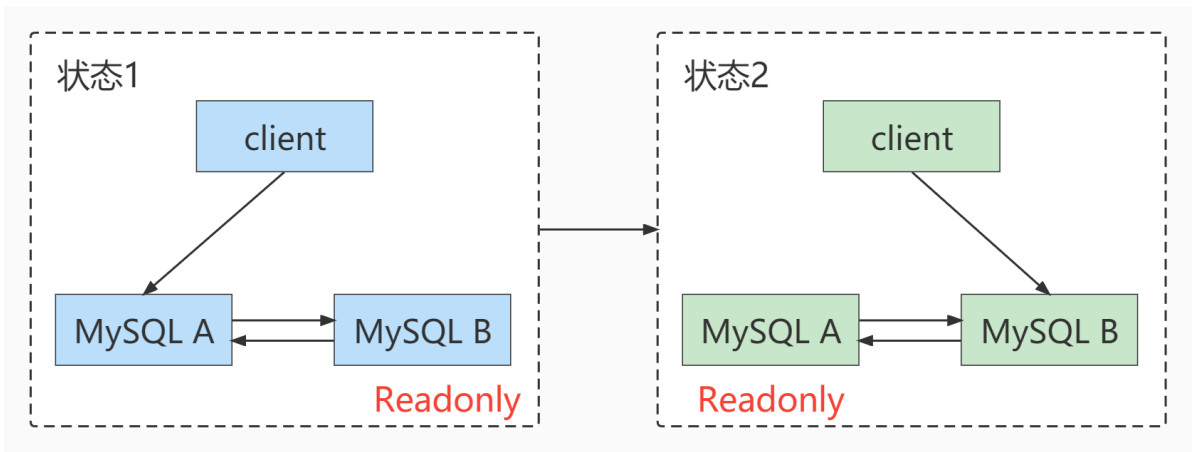 状态1
client
MySQL A
MySQL B
Readonly
状态2
client
MySQL A
MySQL B
Readonly